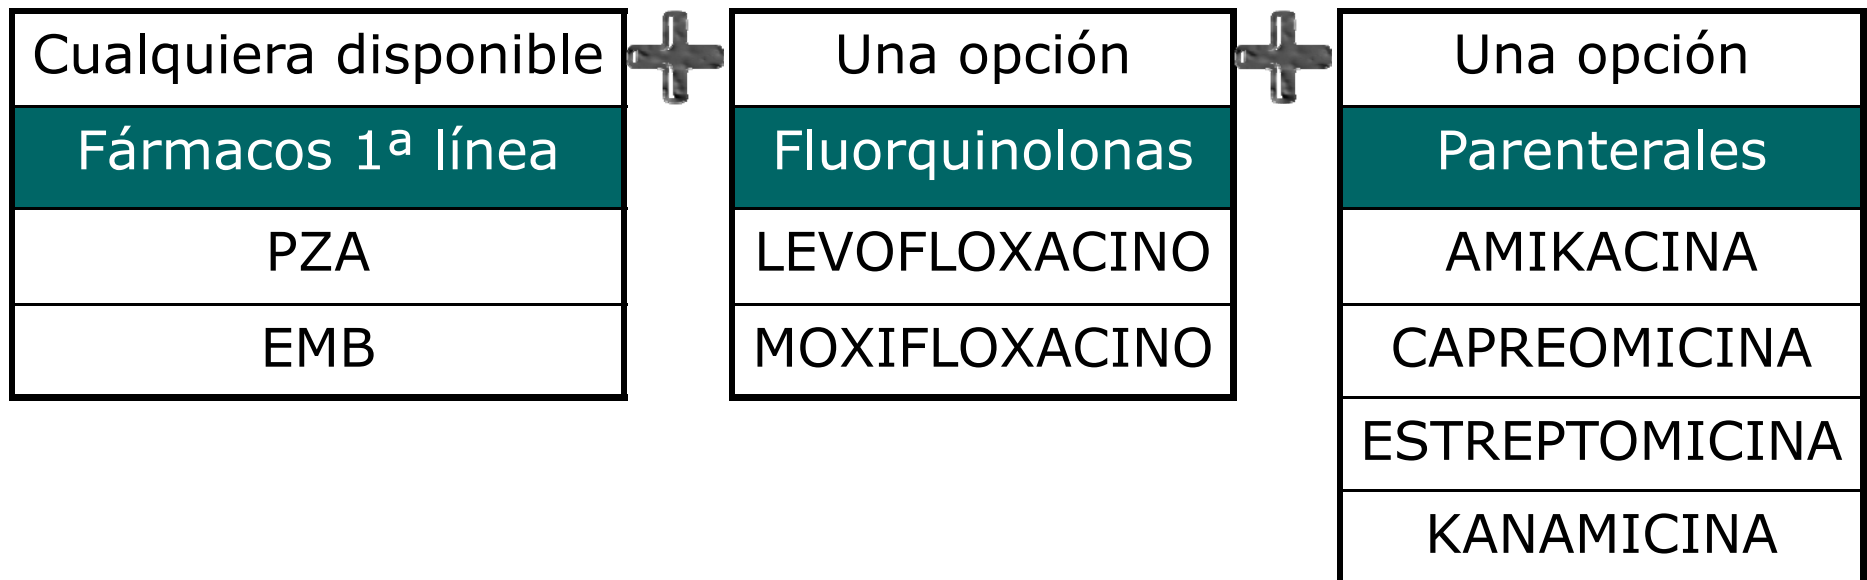 Cualquiera disponible
Fármacos 1ª línea
PZA
EMB
Una opción
Fluorquinolonas
LEVOFLOXACINO
MOXIFLOXACINO
Una opción
Parenterales
AMIKACINA
CAPREOMICINA
ESTREPTOMICINA
KANAMICINA